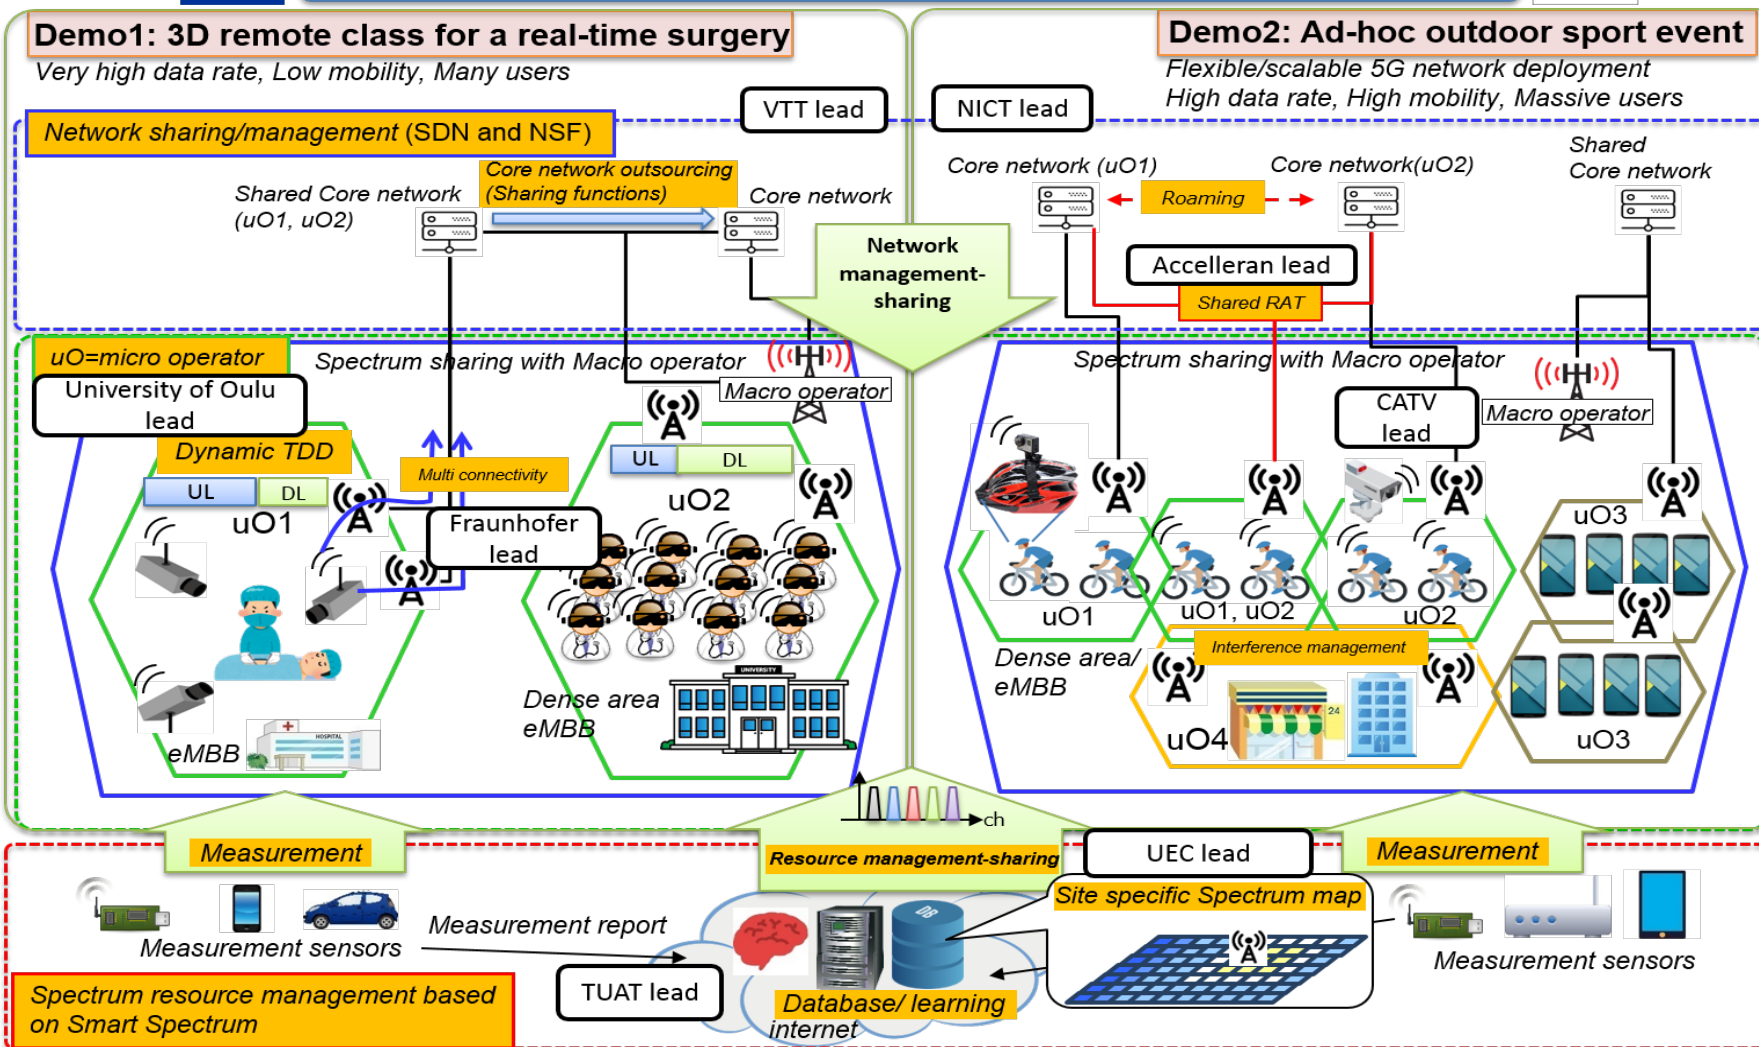 Demo1: 3D remote class for a real-time surgery
Very high data rate, Low mobility, Many users
Demo2: Ad-hoc outdoor sport event
Flexible/scalable 5G network deployment
High data rate, High mobility, Massive users
VTT lead
NICT lead
Network sharing/management (SDN and NSF)
Shared Core network
(uO1, uO2)
Core network outsourcing
(Sharing functions)
Core network
Core network (uO1)
Roaming
Core network(uO2)
Shared
Core network
Network
management-
sharing
Accelleran lead
Shared RAT
uO=micro operator
Spectrum sharing with Macro operator
Macro operator
University of Oulu
lead
Dynamic TDD
UL
DL
uO1
Multi connectivity
Fraunhofer
lead
UL
DL
uO2
eMBB
HOSPITAL
Dense area
eMBB
UNIVERSITY
Spectrum sharing with Macro operator
Macro operator
CATV
lead
uO1
uO1, uO2
uO2
uO3
Dense area/
eMBB
Interference management
uO4
24
uO3
ch
Measurement
Resource management-sharing
UEC lead
Measurement
Site specific Spectrum map
Measurement sensors
Measurement report
DB
Measurement sensors
TUAT lead
Database/ learning
internet
Spectrum resource management based
on Smart Spectrum